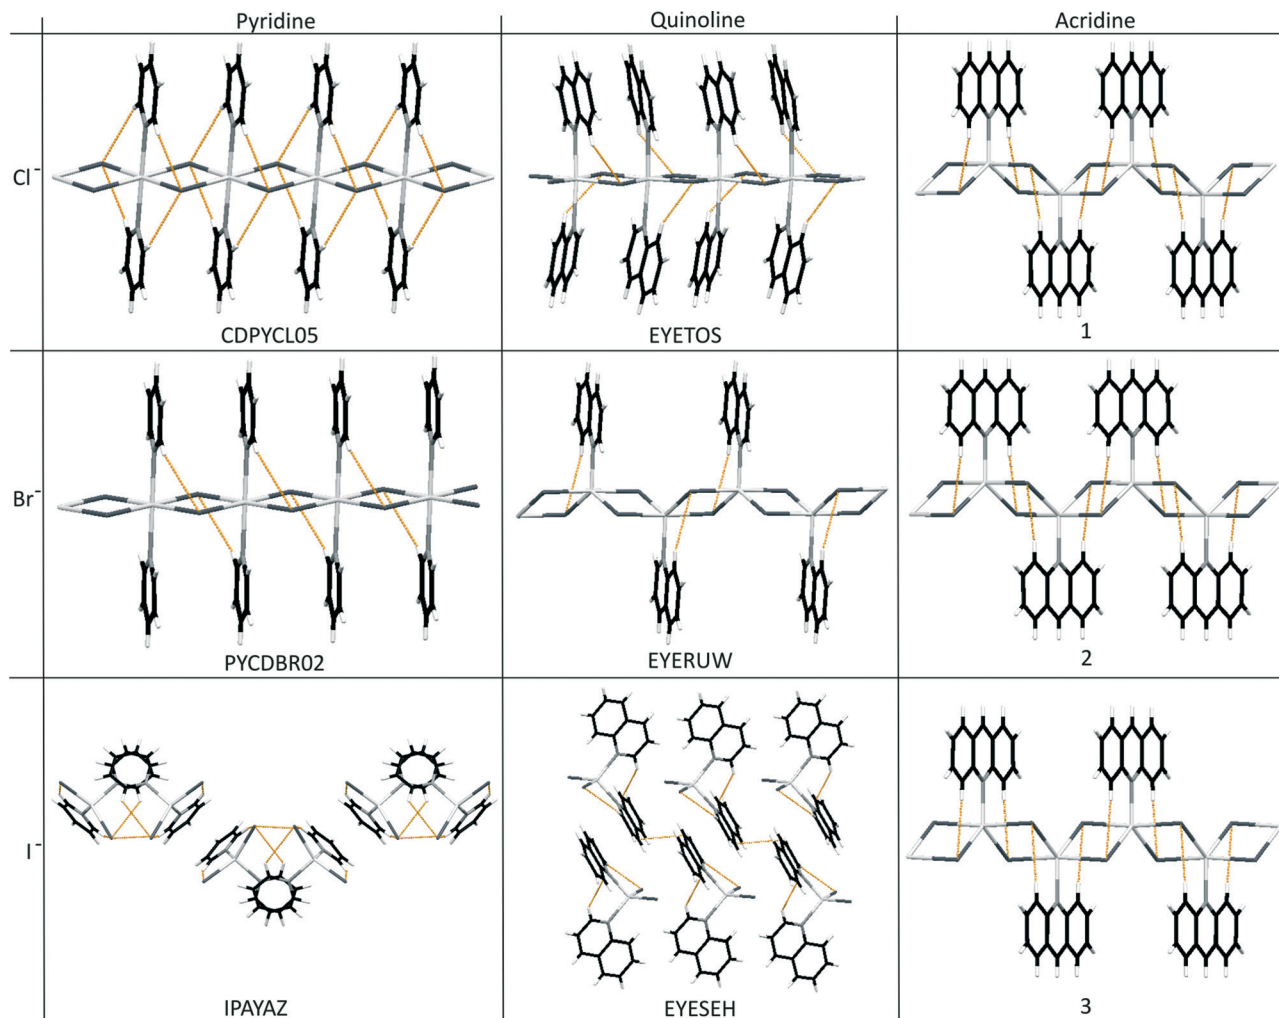 Pyridine Quinoline Acridine
Cl⁻
CDPYCL05 EYETOS 1
Br⁻
PYCDBR02 EYERUW 2
I⁻
IPAYAZ EYESEH 3